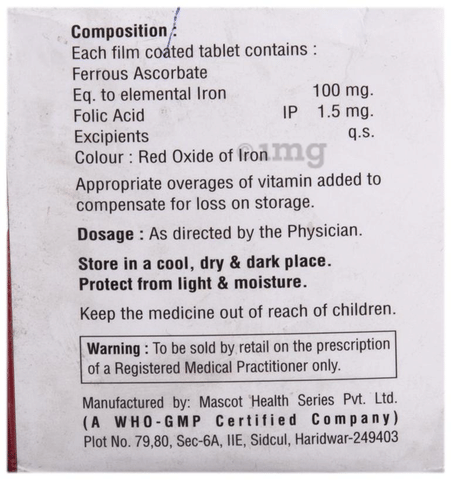 Composition :
Each film coated tablet contains :
Ferrous Ascorbate
Eq. to elemental Iron 100 mg.
Folic Acid IP 1.5 mg.
Excipients q.s.
Colour : Red Oxide of Iron
1mg
Appropriate overages of vitamin added to
compensate for loss on storage.
Dosage : As directed by the Physician.
Store in a cool, dry & dark place.
Protect from light & moisture.
Keep the medicine out of reach of children.
Warning : To be sold by retail on the prescription
of a Registered Medical Practitioner only.
Manufactured by: Mascot Health Series Pvt. Ltd.
(A WHO-GMP Certified Company)
Plot No. 79,80, Sec-6A, IIE, Sidcul, Haridwar-249403